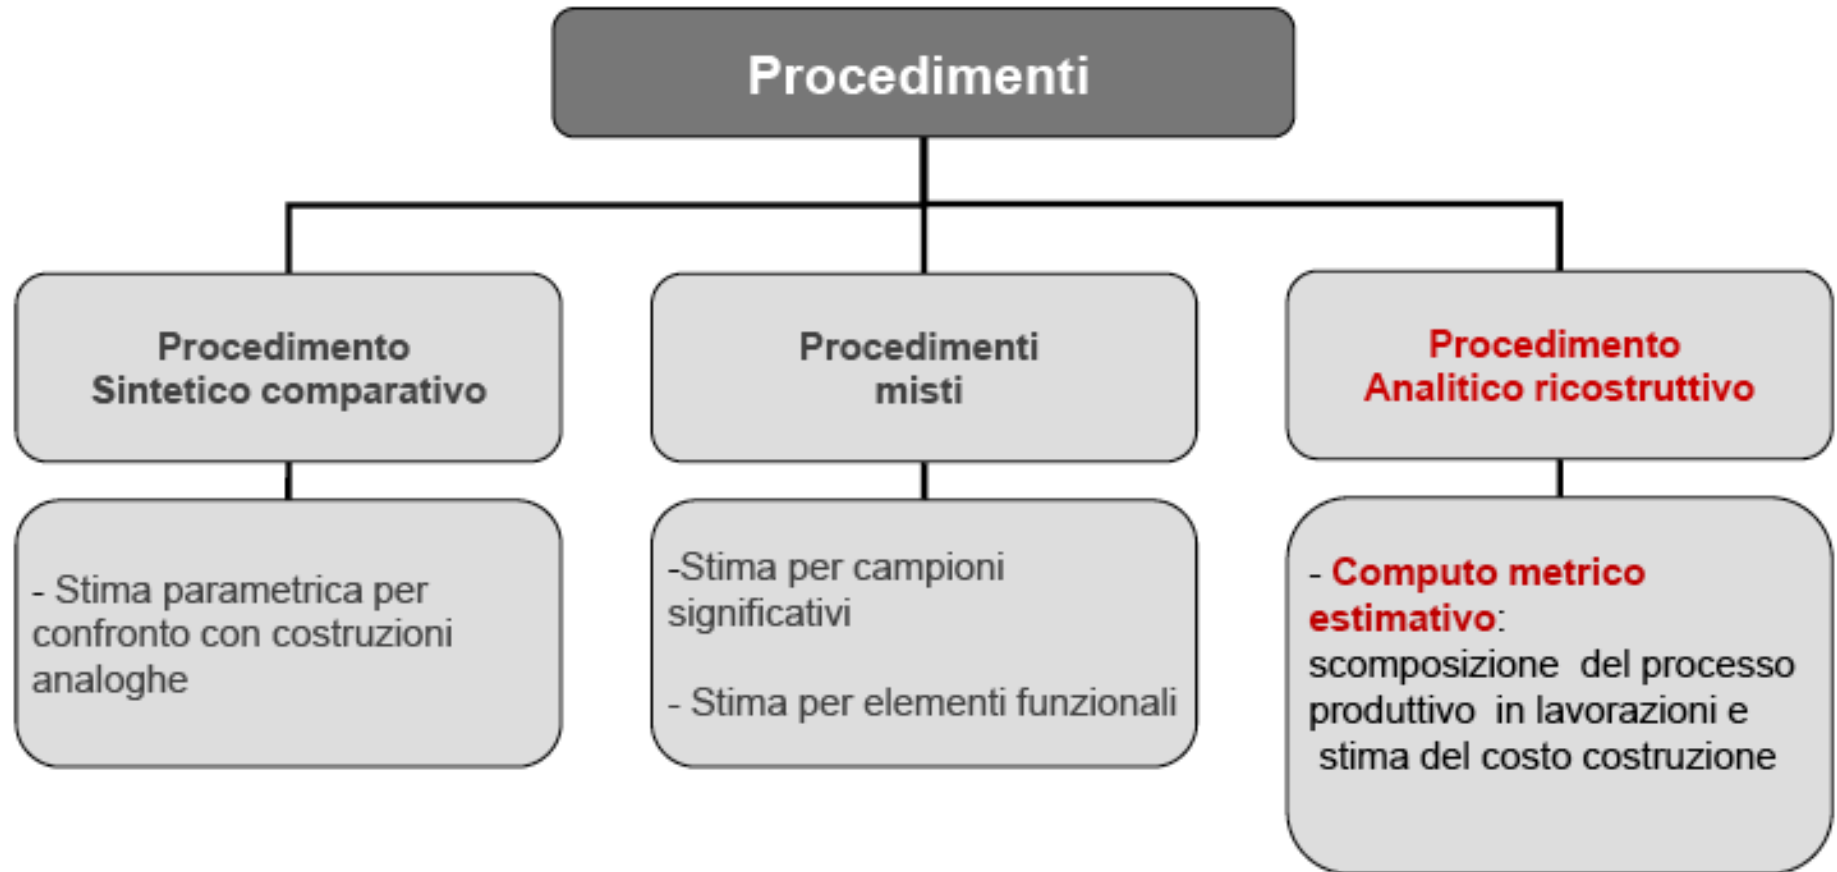 Procedimenti
Procedimento
Sintetico comparativo
Procedimenti
misti
Procedimento
Analitico ricostruttivo
- Stima parametrica per
confronto con costruzioni
analoghe
-Stima per campioni
significativi
- Stima per elementi funzionali
- Computo metrico
estimativo:
scomposizione del processo
produttivo in lavorazioni e
stima del costo costruzione